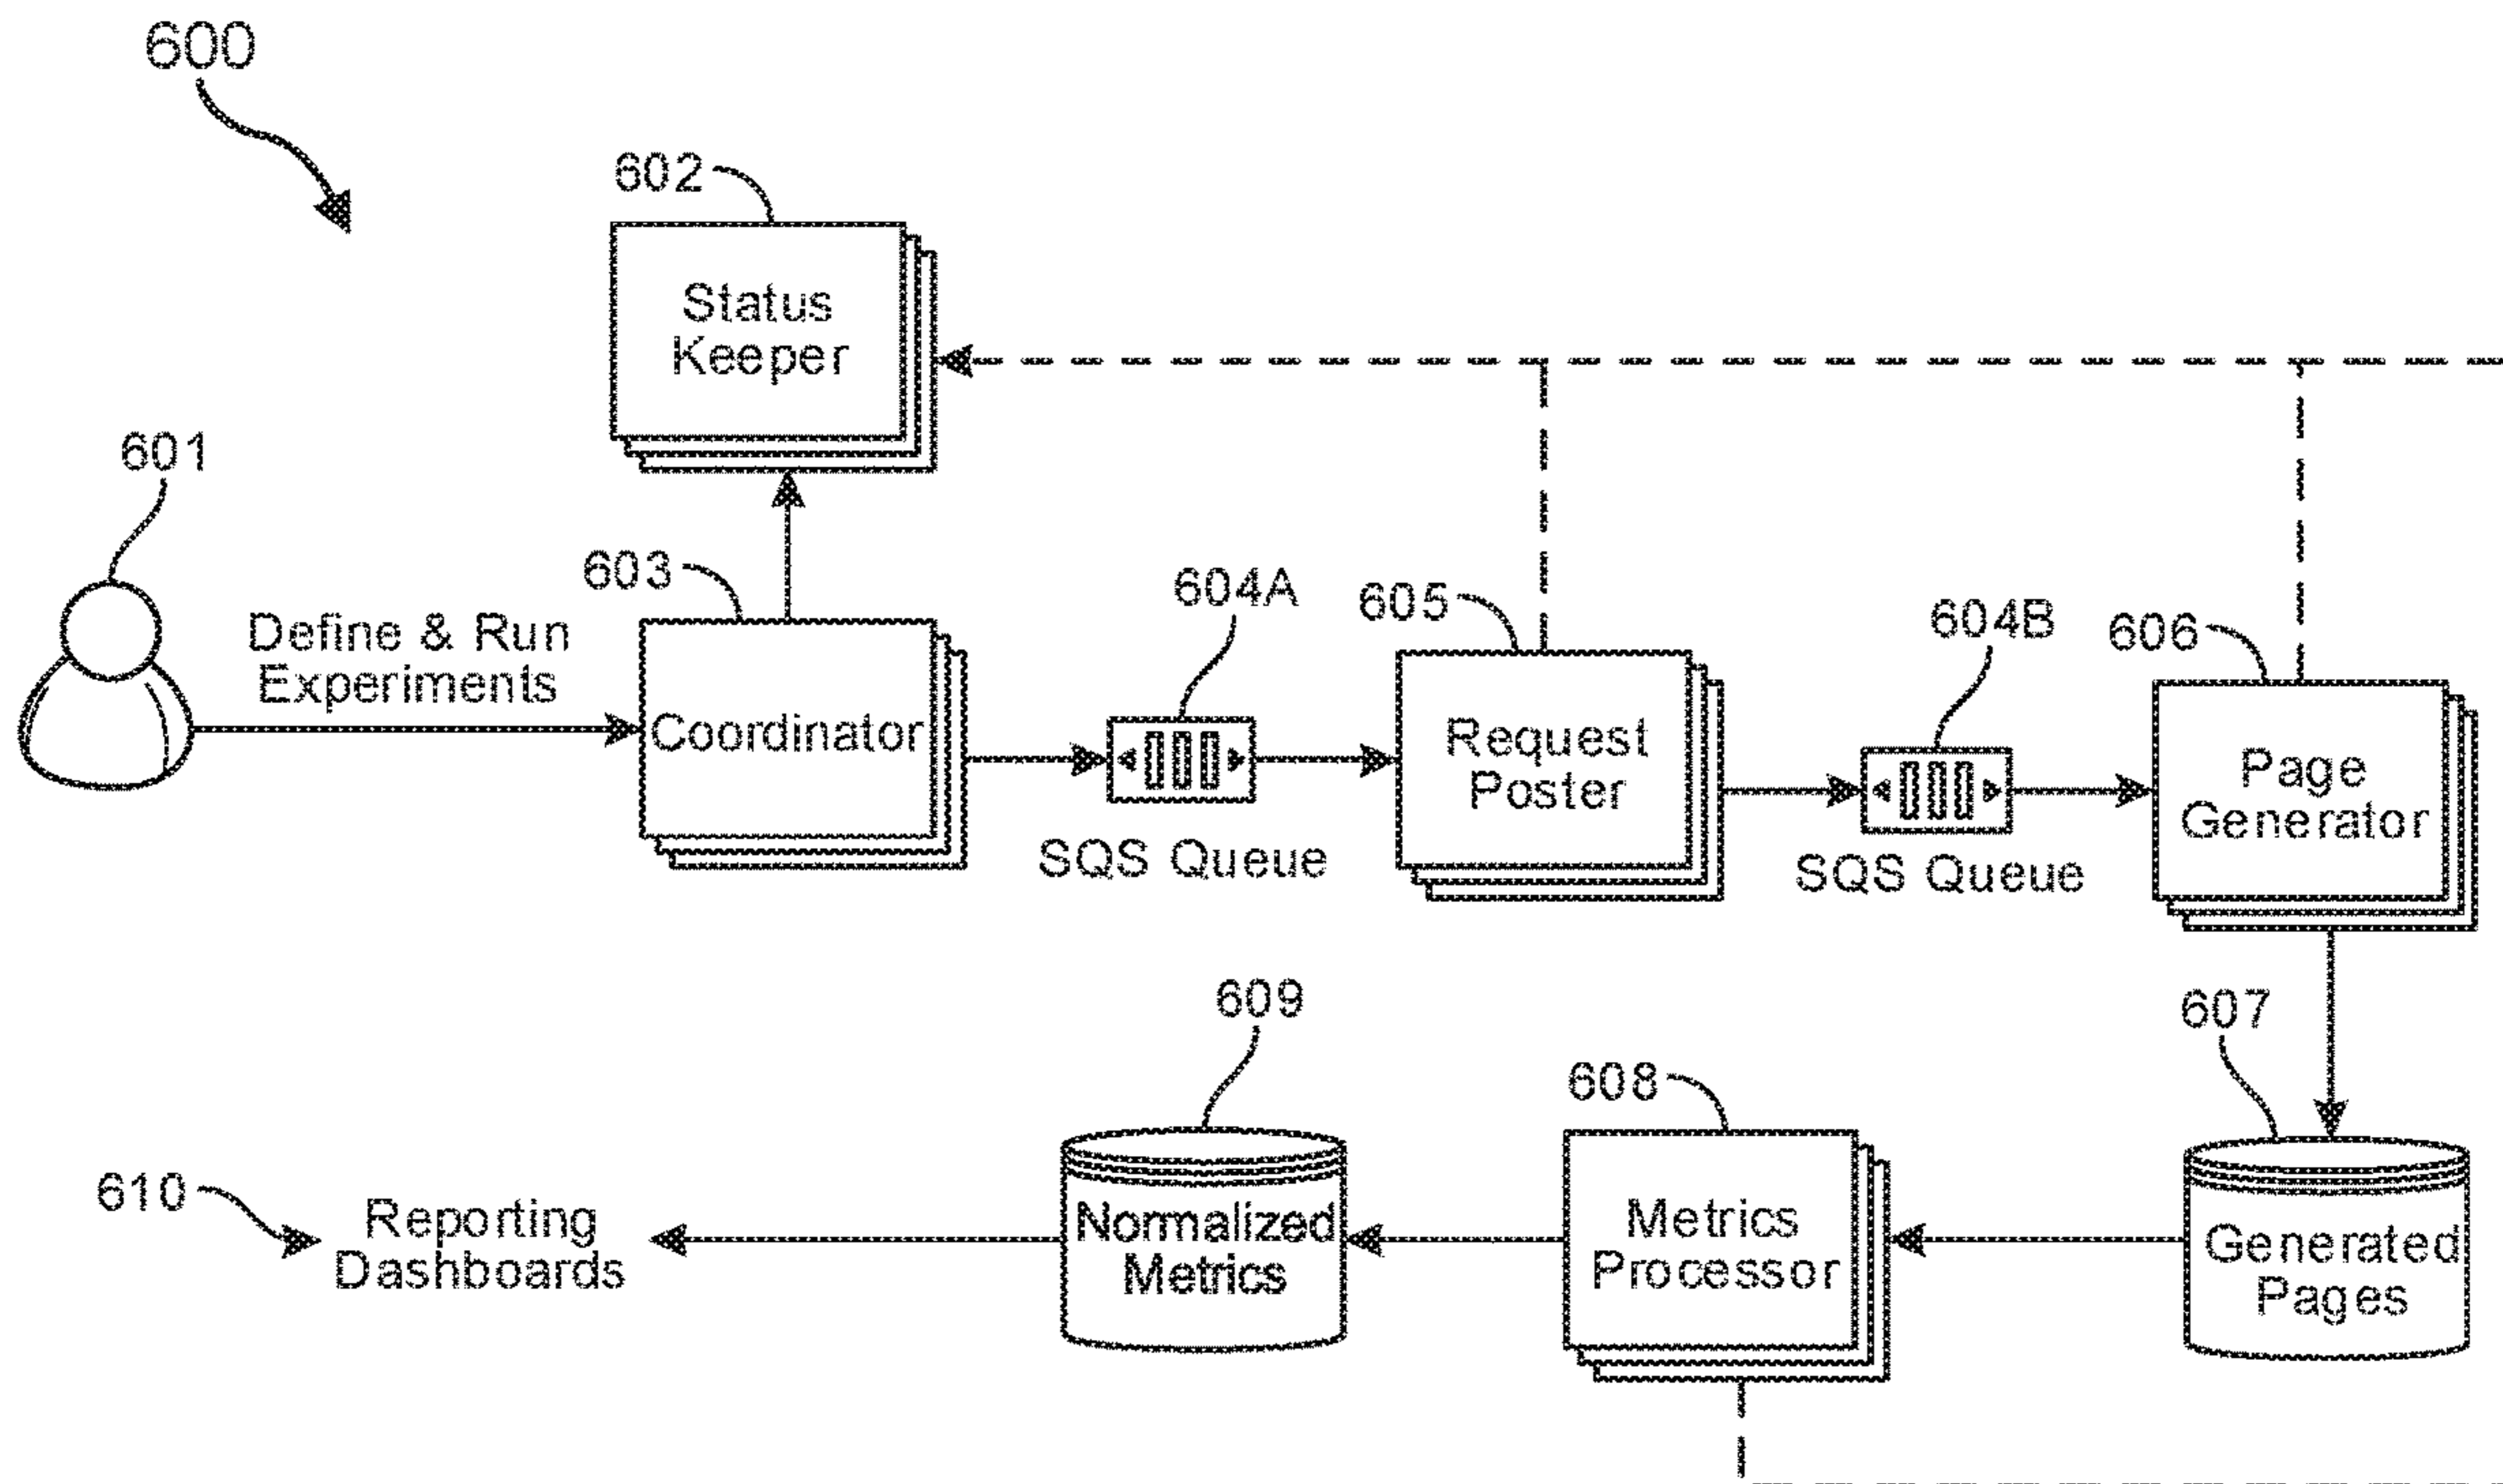 600
602
Status
Keeper
601
Define & Run
Experiments
603
Coordinator
604A
SQS Queue
605
Request
Poster
604B
SQS Queue
606
Page
Generator
607
Generated
Pages
608
Metrics
Processor
609
Normalized
Metrics
610
Reporting
Dashboards